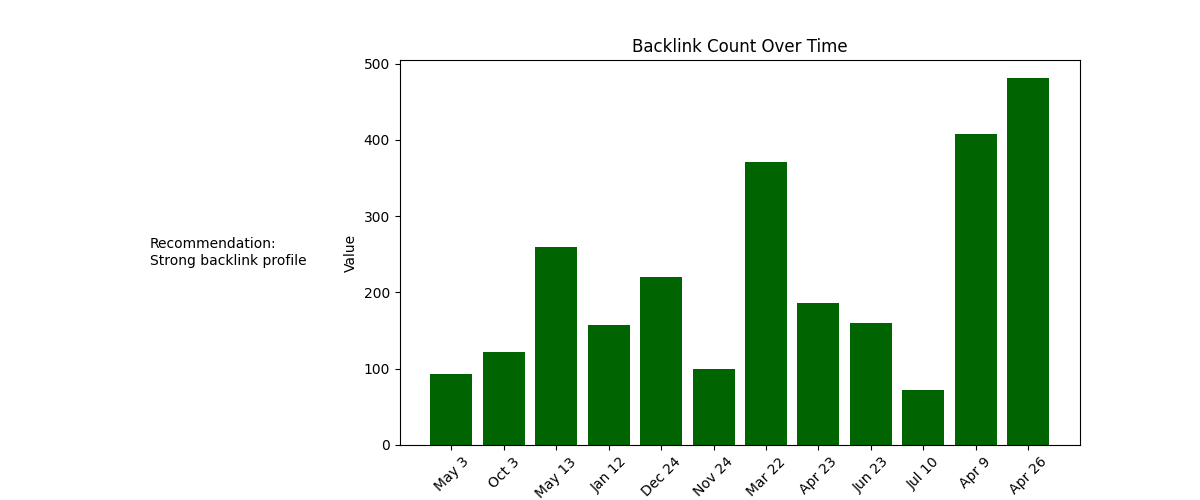 Backlink Count Over Time
Recommendation:
Strong backlink profile
Value
500
400
300
200
100
0
May 3
Oct 3
May 13
Jan 12
Dec 24
Nov 24
Mar 22
Apr 23
Jun 23
Jul 10
Apr 9
Apr 26